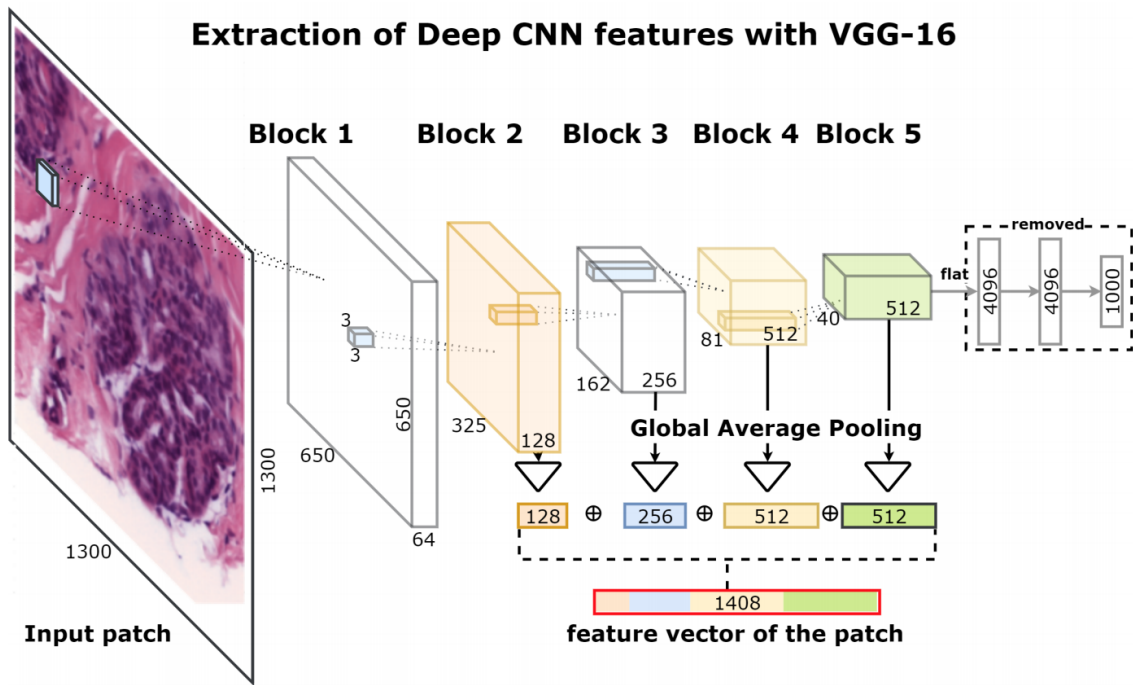 Extraction of Deep CNN features with VGG-16
Block 1
Block 2
Block 3
Block 4
Block 5
removed
flat
4096
4096
1000
3
3
650
650
64
1300
1300
325
128
162
256
81
512
40
512
Global Average Pooling
128 ⊕ 256 ⊕ 512 ⊕ 512
1408
Input patch
feature vector of the patch